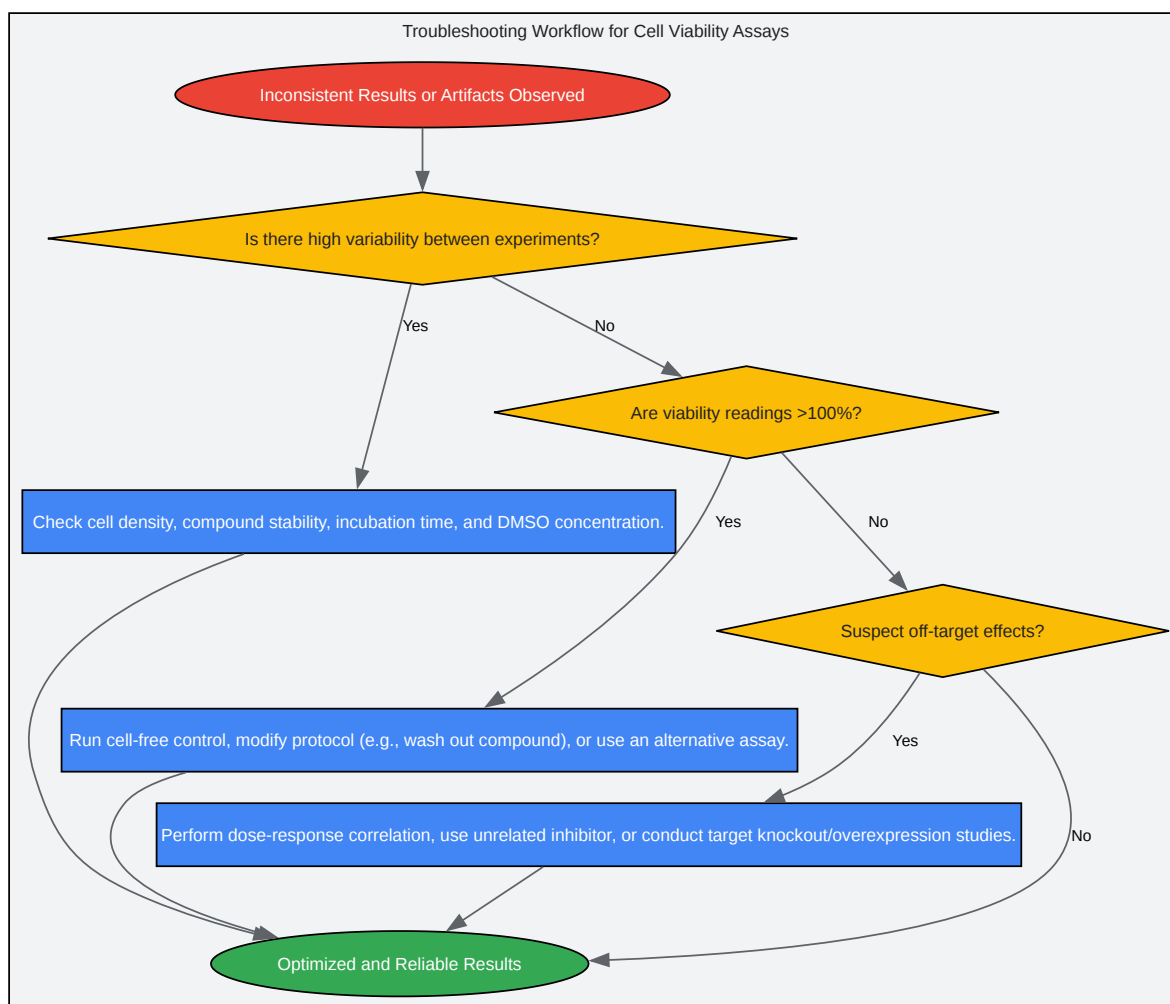 Troubleshooting Workflow for Cell Viability Assays
Inconsistent Results or Artifacts Observed
Is there high variability between experiments?
Yes
No
Are viability readings >100%?
Check cell density, compound stability, incubation time, and DMSO concentration.
Yes
No
Suspect off-target effects?
Run cell-free control, modify protocol (e.g., wash out compound), or use an alternative assay.
Yes
Perform dose-response correlation, use unrelated inhibitor, or conduct target knockout/overexpression studies.
No
Optimized and Reliable Results